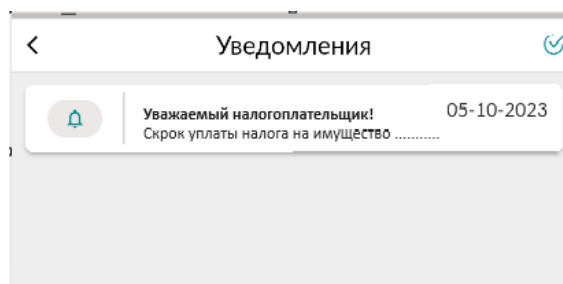 Уведомления
Уважаемый налогоплательщик! 05-10-2023
Скрок уплаты налога на имущество ...........